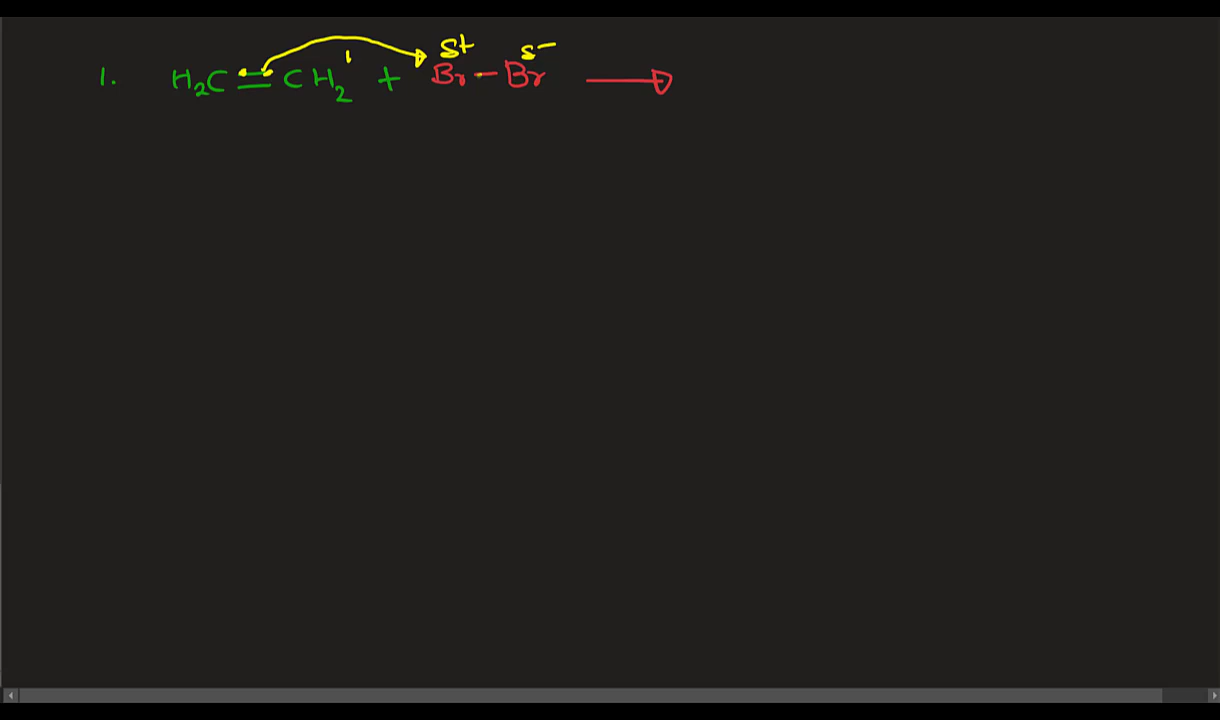 δ+ δ-
1. H₂C=CH₂ + Br-Br →